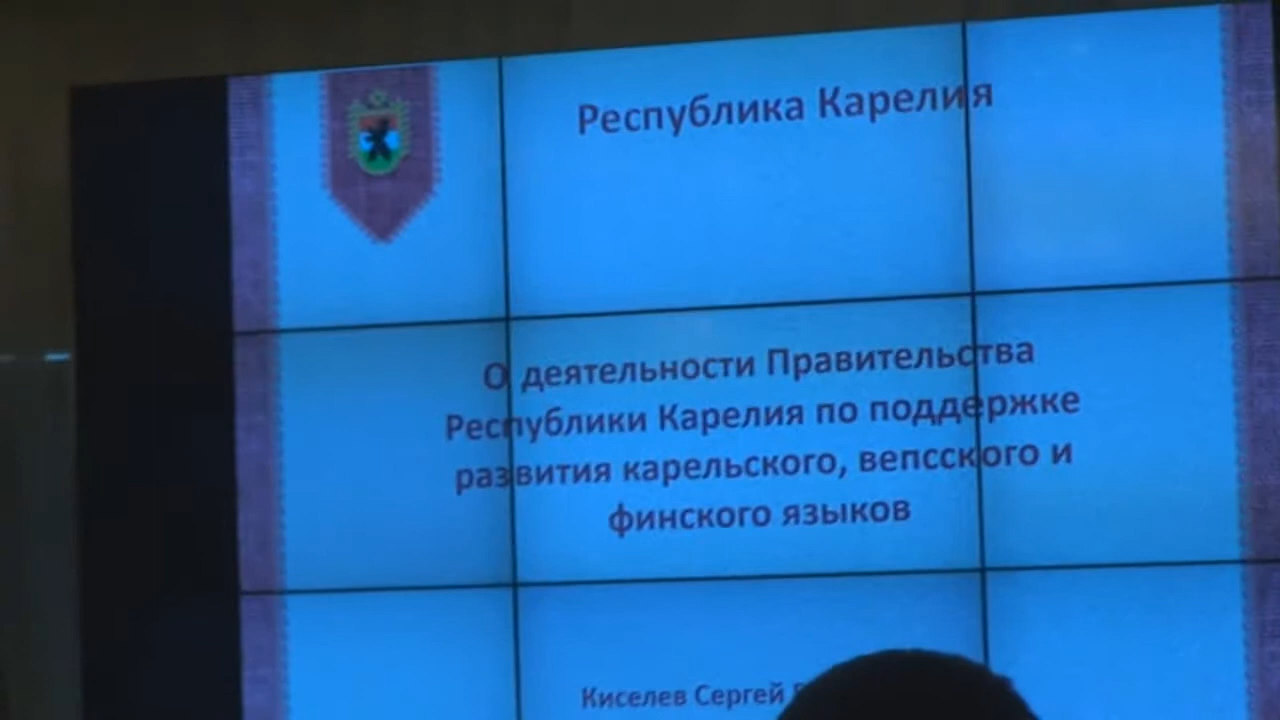 Республика Карелия
О деятельности Правительства
Республики Карелия по поддержке
развития карельского, вепсского и
финского языков
Киселев Сергей